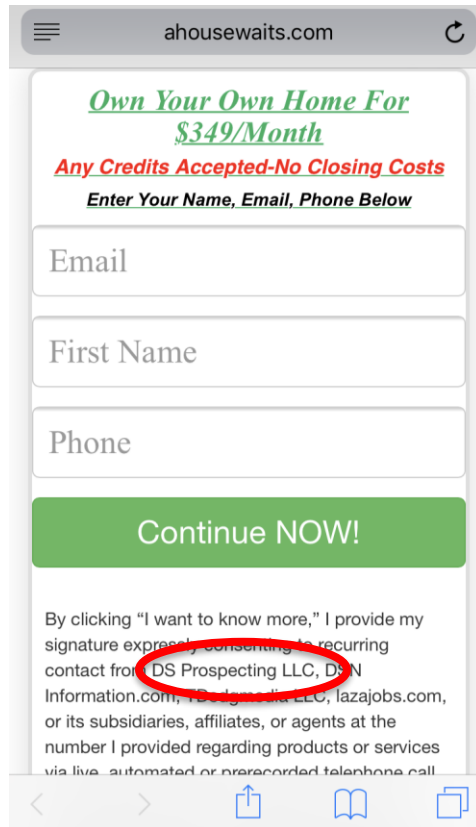 ahousewaits.com
Own Your Own Home For
$349/Month
Any Credits Accepted-No Closing Costs
Enter Your Name, Email, Phone Below
Email
First Name
Phone
Continue NOW!
By clicking “I want to know more,” I provide my
signature expressly consenting to recurring
contact from DS Prospecting LLC, DSN
Information.com, LLC, lazajobs.com,
or its subsidiaries, affiliates, or agents at the
number I provided regarding products or services
via live, automated or prerecorded telephone call,